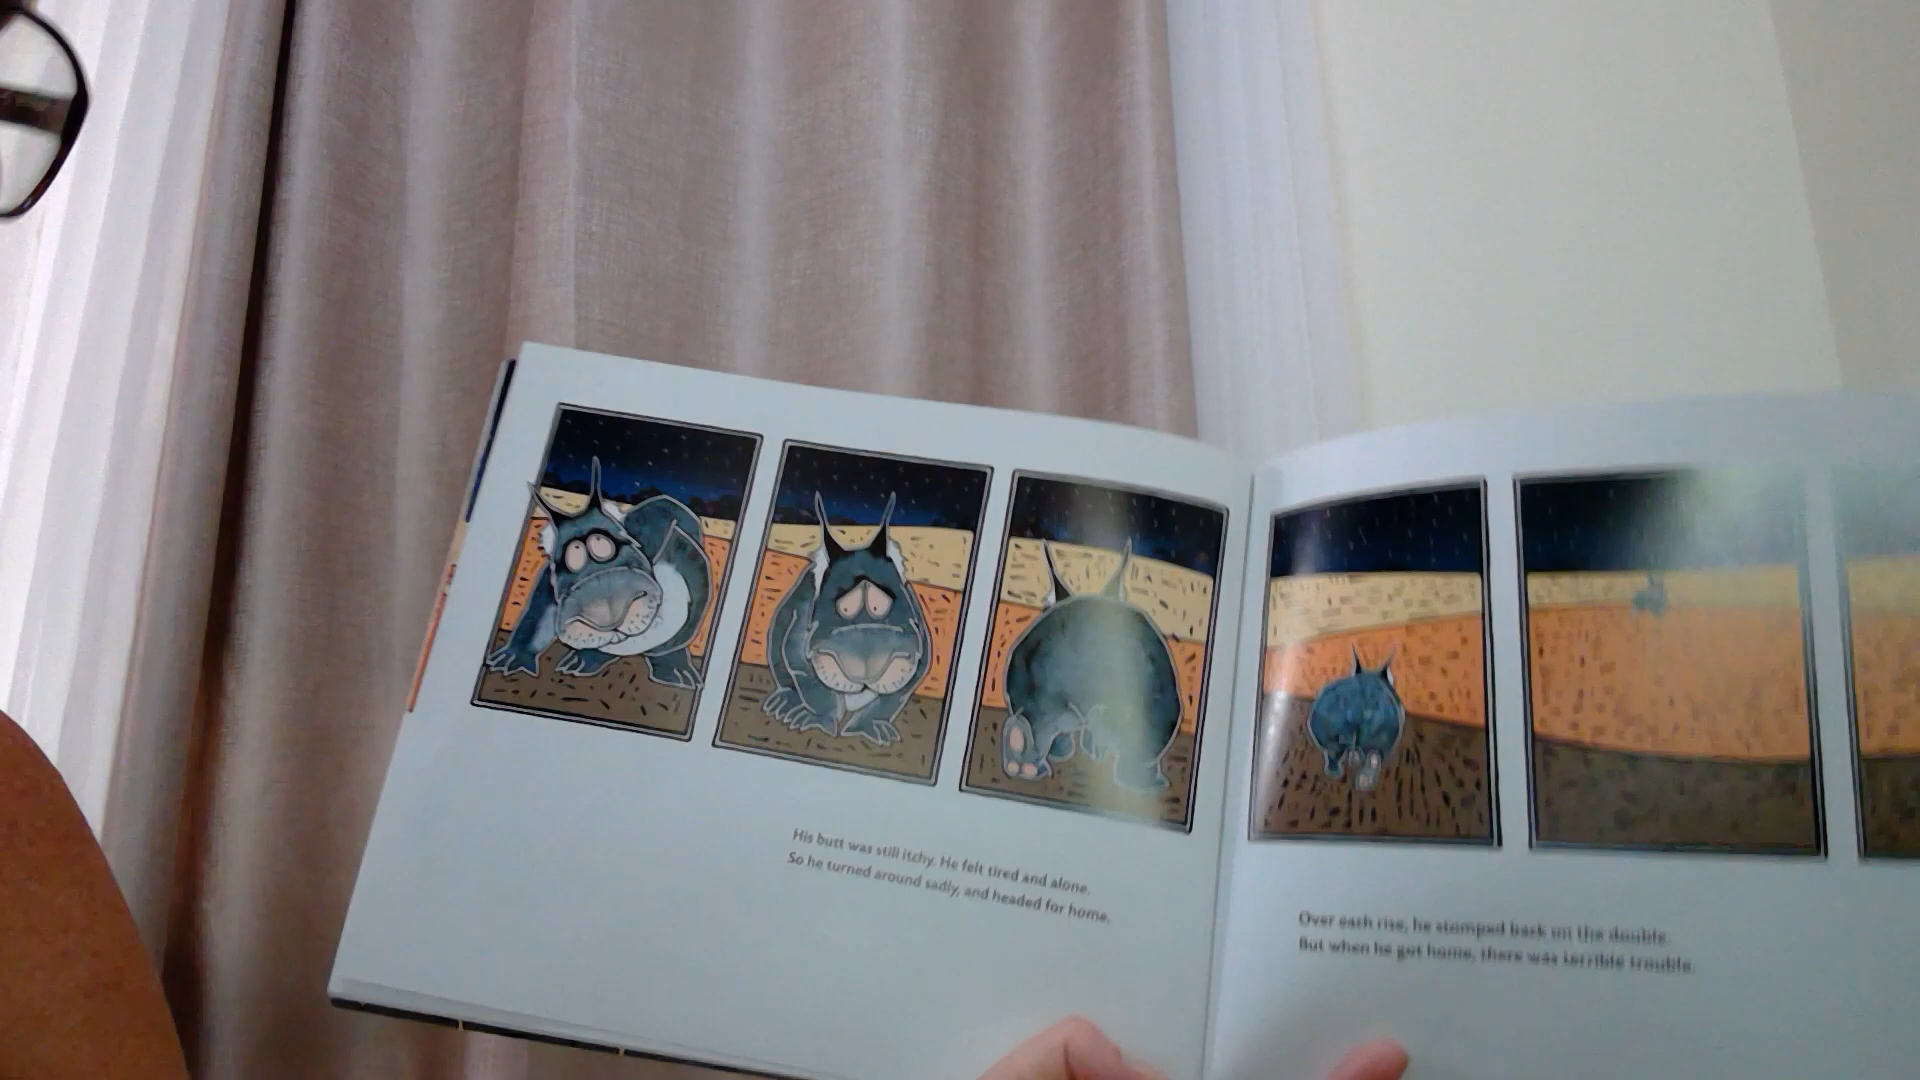 His butt was still itchy. He felt tired and alone.
So he turned around sadly, and headed for home.
Over each rise, he stomped back on the double.
But when he got home, there was terrible trouble.